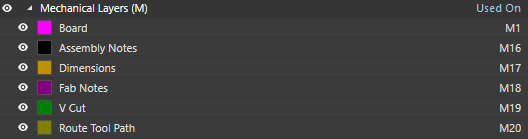 Mechanical Layers (M) Used On
Board M1
Assembly Notes M16
Dimensions M17
Fab Notes M18
V Cut M19
Route Tool Path M20